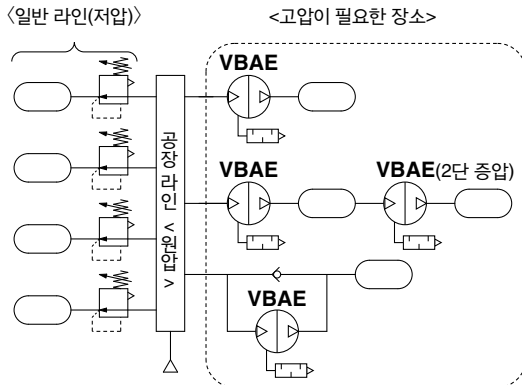 〈일반 라인(저압)〉
<고압이 필요한 장소>
VBAE
공장 라인 <원압>
VBAE
VBAE(2단 증압)
VBAE